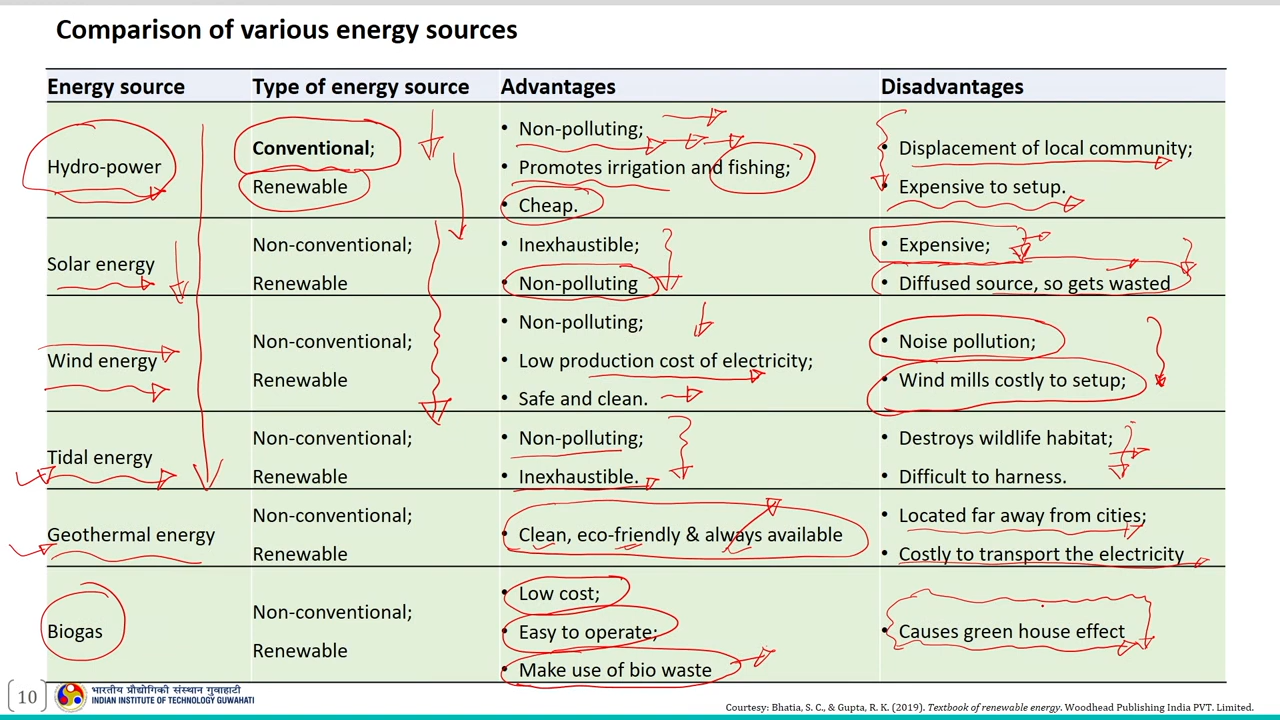 Comparison of various energy sources
Energy source Type of energy source Advantages Disadvantages
Hydro-power
Conventional;
Renewable
• Non-polluting;
• Promotes irrigation and fishing;
• Cheap.
• Displacement of local community;
• Expensive to setup.
Solar energy
Non-conventional;
Renewable
• Inexhaustible;
• Non-polluting
• Expensive;
• Diffused source, so gets wasted
Wind energy
Non-conventional;
Renewable
• Non-polluting;
• Low production cost of electricity;
• Safe and clean.
• Noise pollution;
• Wind mills costly to setup;
Tidal energy
Non-conventional;
Renewable
• Non-polluting;
• Inexhaustible.
• Destroys wildlife habitat;
• Difficult to harness.
Geothermal energy
Non-conventional;
Renewable
• Clean, eco-friendly & always available
• Located far away from cities;
• Costly to transport the electricity
Biogas
Non-conventional;
Renewable
• Low cost;
• Easy to operate;
• Make use of bio waste
• Causes green house effect
10
भारतीय प्रौद्योगिकी संस्थान गुवाहाटी
INDIAN INSTITUTE OF TECHNOLOGY GUWAHATI
Courtesy: Bhatia, S. C., & Gupta, R. K. (2019). Textbook of renewable energy. Woodhead Publishing India PVT. Limited.